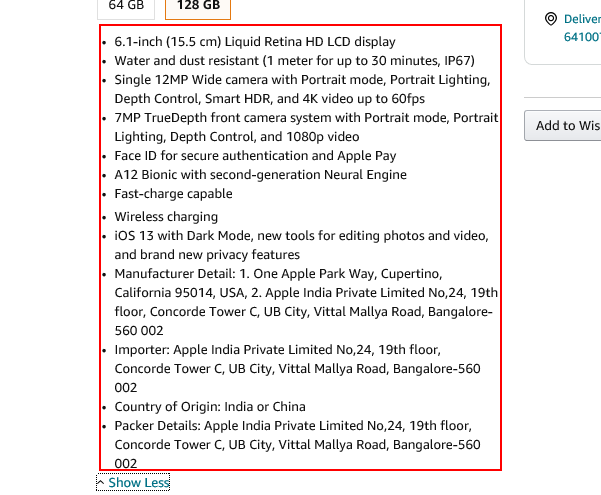 64 GB
128 GB
Deliver
641007
• 6.1-inch (15.5 cm) Liquid Retina HD LCD display
• Water and dust resistant (1 meter for up to 30 minutes, IP67)
• Single 12MP Wide camera with Portrait mode, Portrait Lighting,
Depth Control, Smart HDR, and 4K video up to 60fps
• 7MP TrueDepth front camera system with Portrait mode, Portrait
Lighting, Depth Control, and 1080p video
• Face ID for secure authentication and Apple Pay
• A12 Bionic with second-generation Neural Engine
• Fast-charge capable
• Wireless charging
• iOS 13 with Dark Mode, new tools for editing photos and video,
and brand new privacy features
• Manufacturer Detail: 1. One Apple Park Way, Cupertino,
California 95014, USA, 2. Apple India Private Limited No,24, 19th
floor, Concorde Tower C, UB City, Vittal Mallya Road, Bangalore-
560 002
• Importer: Apple India Private Limited No,24, 19th floor,
Concorde Tower C, UB City, Vittal Mallya Road, Bangalore-560
002
• Country of Origin: India or China
• Packer Details: Apple India Private Limited No,24, 19th floor,
Concorde Tower C, UB City, Vittal Mallya Road, Bangalore-560
002
Show Less
Add to Wis